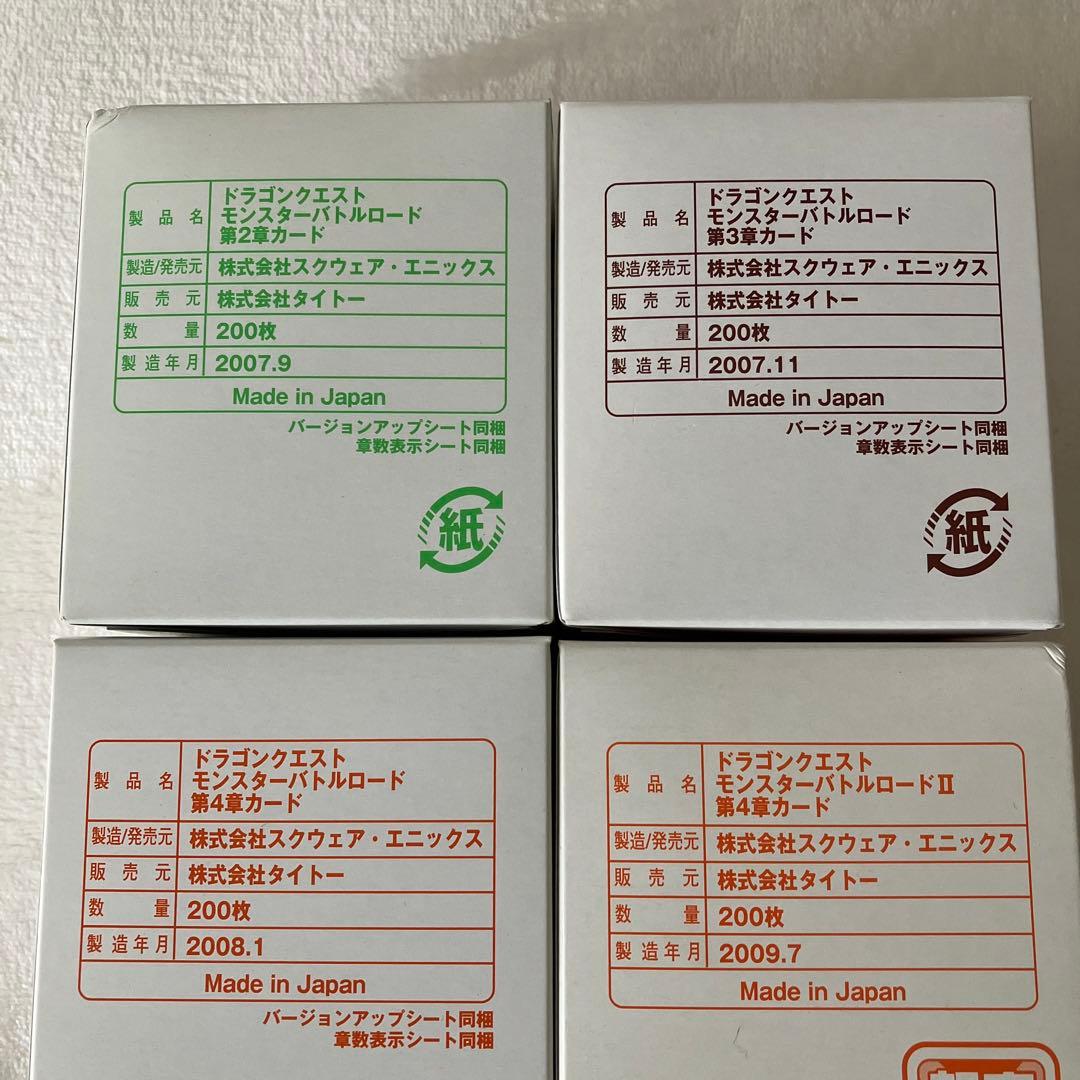 製品名 ドラゴンクエスト
モンスターバトルロード
第2章カード
製造/発売元 株式会社スクウェア・エニックス
販売元 株式会社タイトー
数量 200枚
製造年月 2007.9
Made in Japan
バージョンアップシート同梱
章数表示シート同梱
紙
製品名 ドラゴンクエスト
モンスターバトルロード
第3章カード
製造/発売元 株式会社スクウェア・エニックス
販売元 株式会社タイトー
数量 200枚
製造年月 2007.11
Made in Japan
バージョンアップシート同梱
章数表示シート同梱
紙
製品名 ドラゴンクエスト
モンスターバトルロード
第4章カード
製造/発売元 株式会社スクウェア・エニックス
販売元 株式会社タイトー
数量 200枚
製造年月 2008.1
Made in Japan
バージョンアップシート同梱
章数表示シート同梱
製品名 ドラゴンクエスト
モンスターバトルロードⅡ
第4章カード
製造/発売元 株式会社スクウェア・エニックス
販売元 株式会社タイトー
数量 200枚
製造年月 2009.7
Made in Japan